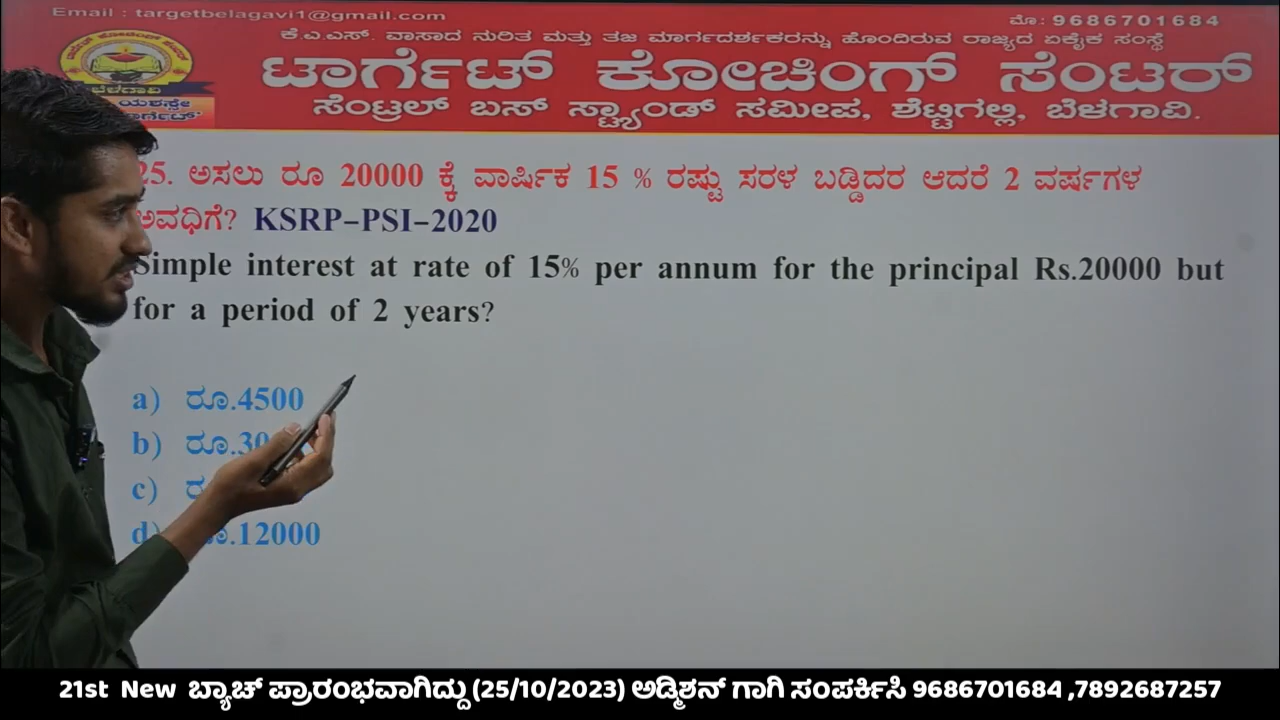 Email : targetbelagavi1@gmail.com
ಮೊ: 9686701684
ಕೆ.ಎ.ಎಸ್. ಪಾಸಾದ ನುರಿತ ಮತ್ತು ತಜ್ಞ ಮಾರ್ಗದರ್ಶಕರನ್ನು ಹೊಂದಿರುವ ರಾಜ್ಯದ ಏಕೈಕ ಸಂಸ್ಥೆ
ಟಾರ್ಗೆಟ್ ಕೋಚಿಂಗ್ ಸೆಂಟರ್
ಸೆಂಟ್ರಲ್ ಬಸ್ ಸ್ಟ್ಯಾಂಡ್ ಸಮೀಪ, ಶೆಟ್ಟಿಗಲ್ಲಿ, ಬೆಳಗಾವಿ.
25. ಅಸಲು ರೂ 20000 ಕ್ಕೆ ವಾರ್ಷಿಕ 15 % ರಷ್ಟು ಸರಳ ಬಡ್ಡಿದರ ಆದರೆ 2 ವರ್ಷಗಳ
ಅವಧಿಗೆ? KSRP-PSI-2020
Simple interest at rate of 15% per annum for the principal Rs.20000 but
for a period of 2 years?
a) ರೂ.4500
b) ರೂ.30
c)
d) ರೂ.12000
21st New ಬ್ಯಾಚ್ ಪ್ರಾರಂಭವಾಗಿದ್ದು (25/10/2023) ಅಡ್ಮಿಶನ್ ಗಾಗಿ ಸಂಪರ್ಕಿಸಿ 9686701684 ,7892687257